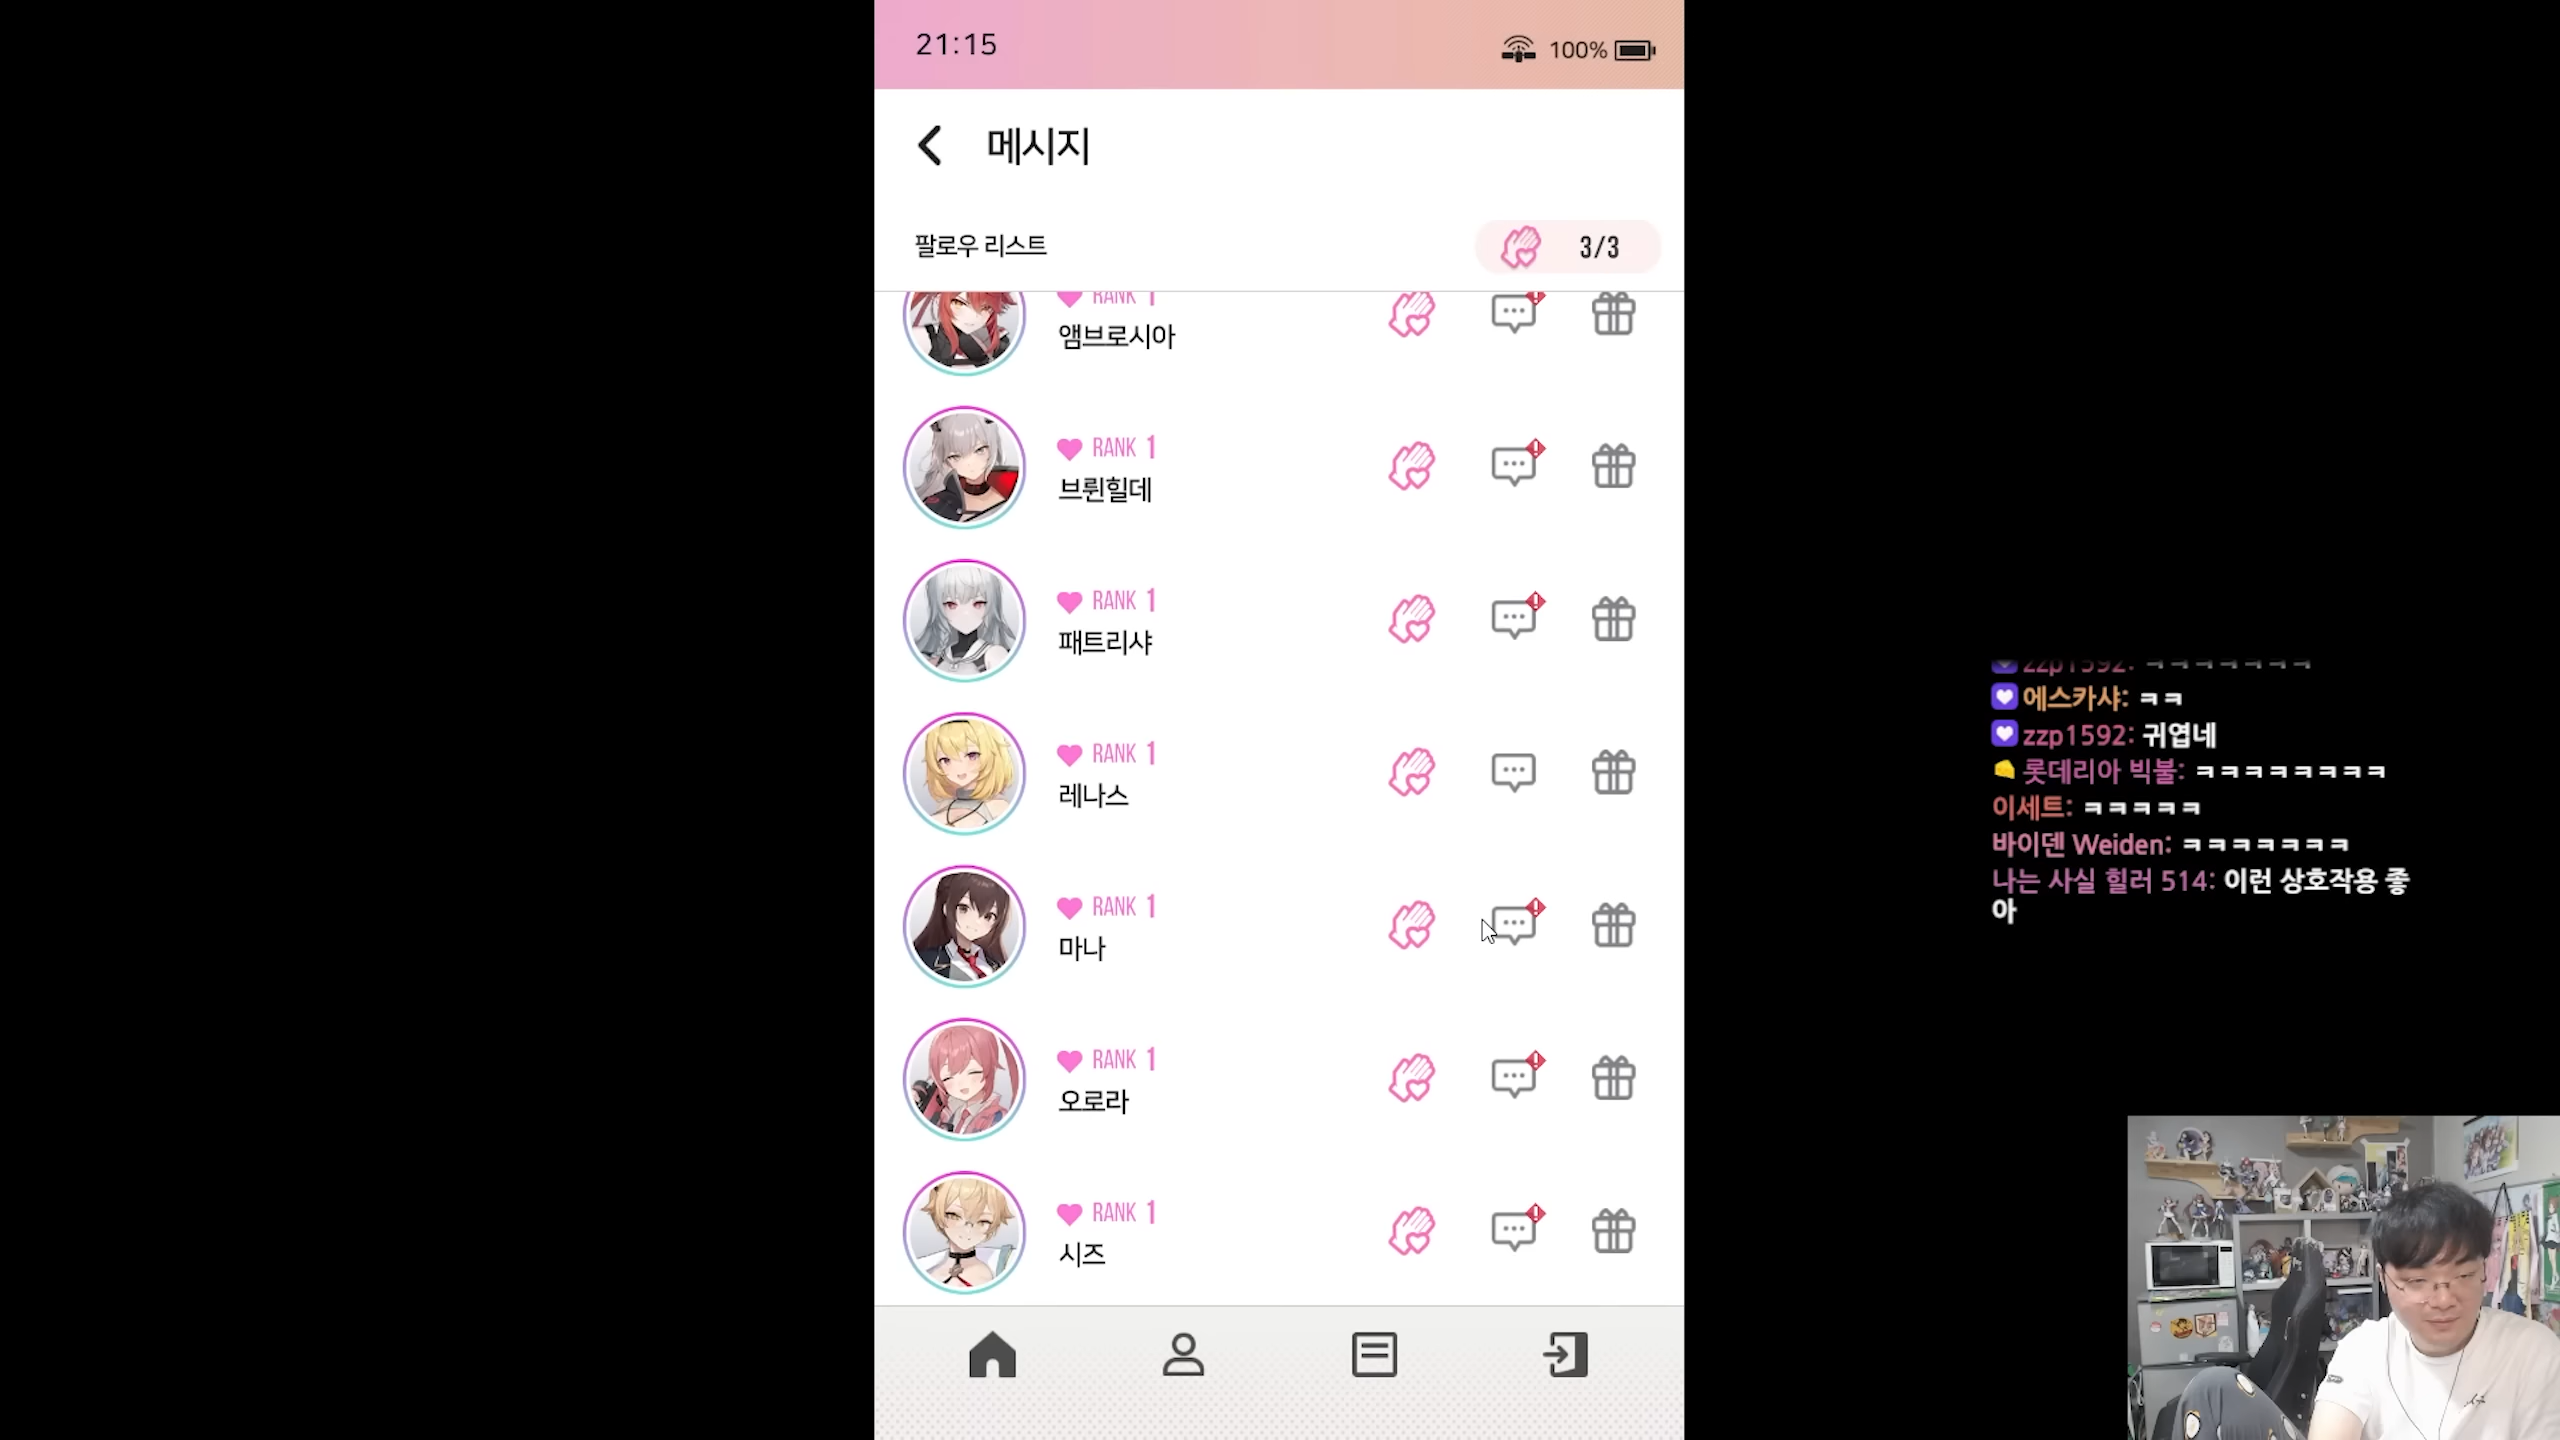 21:15
100%
메시지
팔로우 리스트
3/3
RANK 1
앰브로시아
RANK 1
브륀힐데
RANK 1
패트리샤
RANK 1
레나스
RANK 1
마나
RANK 1
오로라
RANK 1
시즈
zzp1592: ㅋㅋㅋㅋㅋㅋㅋ
에스카샤: ㅋㅋ
zzp1592: 귀엽네
롯데리아 빅불: ㅋㅋㅋㅋㅋㅋㅋㅋ
이세트: ㅋㅋㅋㅋㅋ
바이덴 Weiden: ㅋㅋㅋㅋㅋㅋㅋ
나는 사실 힐러 514: 이런 상호작용 좋
아